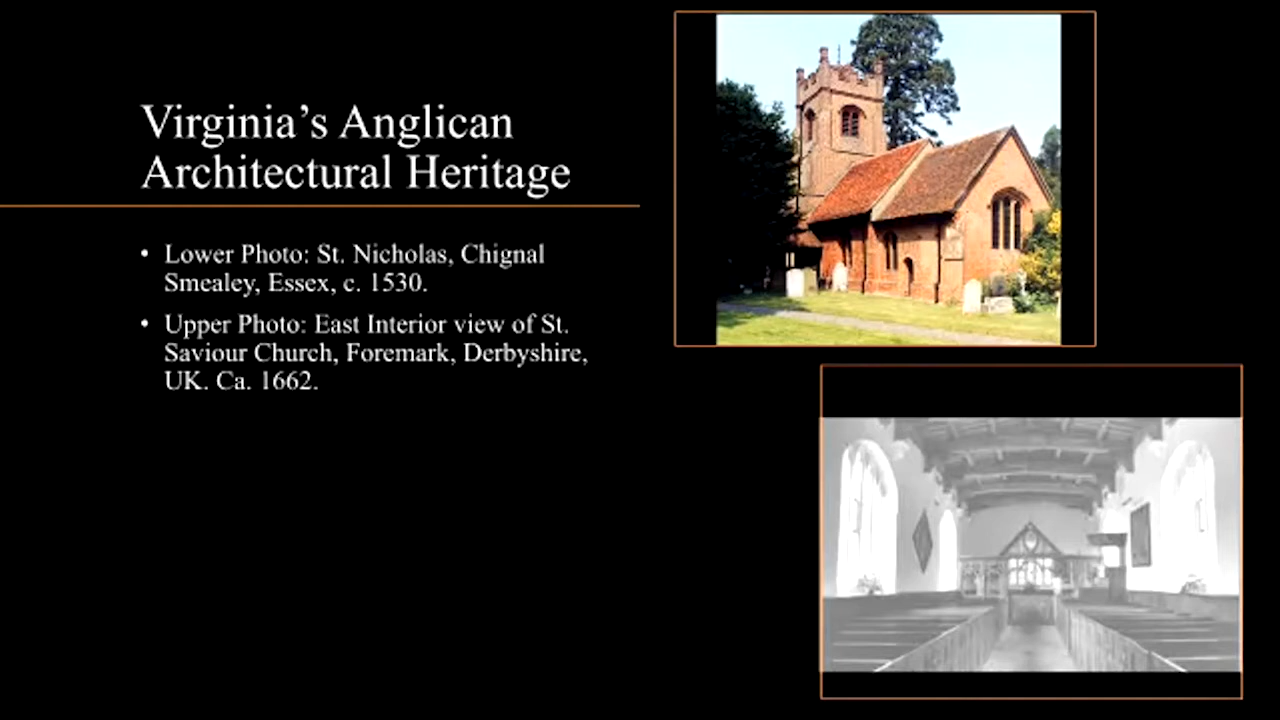 Virginia’s Anglican
Architectural Heritage
• Lower Photo: St. Nicholas, Chignal
Smealey, Essex, c. 1530.
• Upper Photo: East Interior view of St.
Saviour Church, Foremark, Derbyshire,
UK. Ca. 1662.